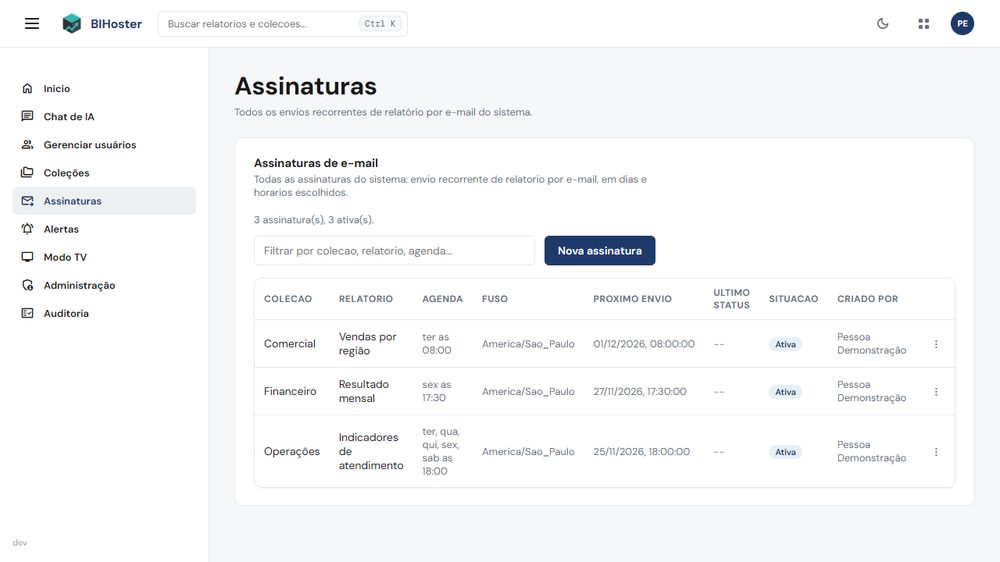 BIHoster
Buscar relatorios e colecoes...
Ctrl K
PE
Inicio
Chat de IA
Gerenciar usuários
Coleções
Assinaturas
Alertas
Modo TV
Administração
Auditoria
dev
Assinaturas
Todos os envios recorrentes de relatório por e-mail do sistema.
Assinaturas de e-mail
Todas as assinaturas do sistema: envio recorrente de relatorio por e-mail, em dias e
horarios escolhidos.
3 assinatura(s), 3 ativa(s).
Filtrar por colecao, relatorio, agenda...
Nova assinatura
COLECAO RELATORIO AGENDA FUSO PROXIMO ENVIO ULTIMO STATUS SITUACAO CRIADO POR
Comercial
Vendas por
região
ter as
08:00
America/Sao_Paulo
01/12/2026, 08:00:00
--
Ativa
Pessoa
Demonstração
Financeiro
Resultado
mensal
sex as
17:30
America/Sao_Paulo
27/11/2026, 17:30:00
--
Ativa
Pessoa
Demonstração
Operações
Indicadores
de
atendimento
ter, qua,
qui, sex,
sab as
18:00
America/Sao_Paulo
25/11/2026, 18:00:00
--
Ativa
Pessoa
Demonstração